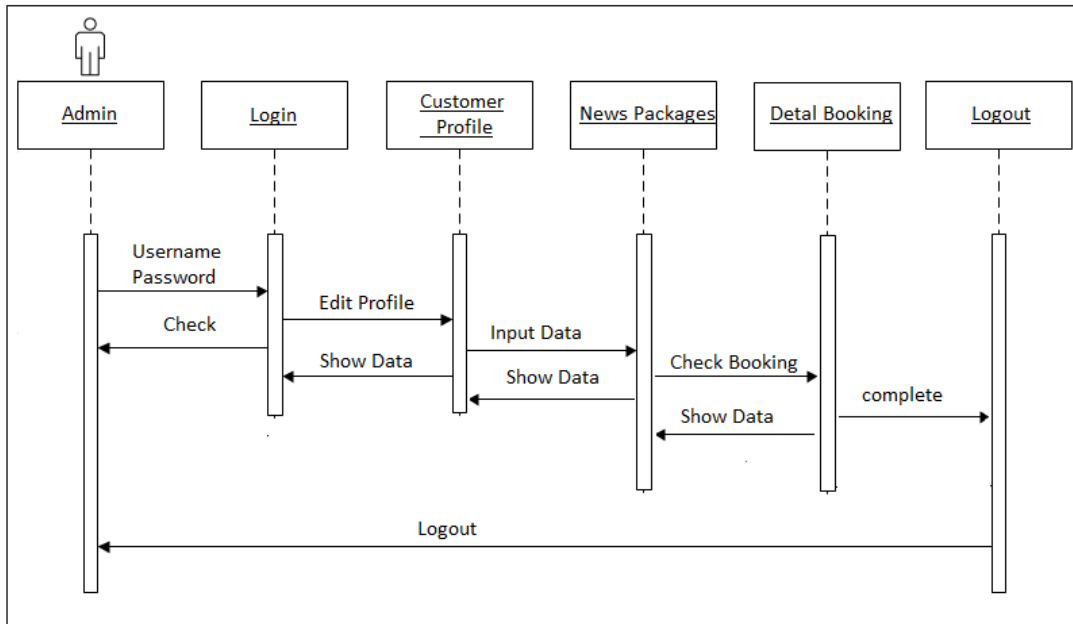 Admin
Login
Customer
Profile
News Packages
Detal Booking
Logout
Username
Password
Edit Profile
Check
Input Data
Show Data
Show Data
Check Booking
complete
Show Data
Logout